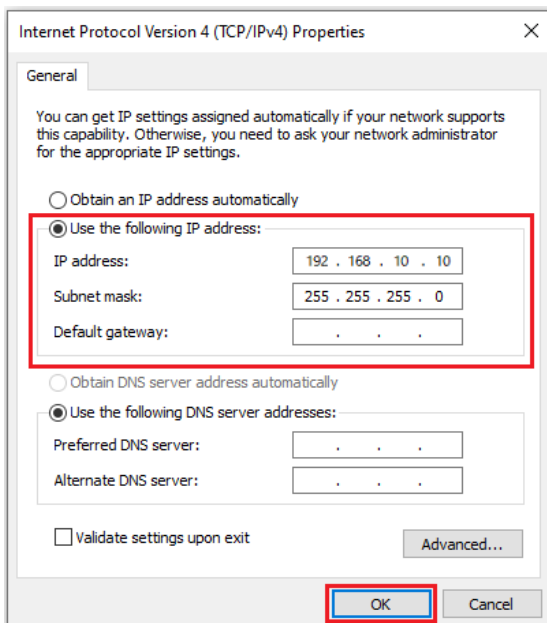 Internet Protocol Version 4 (TCP/IPv4) Properties
General
You can get IP settings assigned automatically if your network supports
this capability. Otherwise, you need to ask your network administrator
for the appropriate IP settings.
Obtain an IP address automatically
Use the following IP address:
IP address: 192 . 168 . 10 . 10
Subnet mask: 255 . 255 . 255 . 0
Default gateway: . . .
Obtain DNS server address automatically
Use the following DNS server addresses:
Preferred DNS server: . . .
Alternate DNS server: . . .
Validate settings upon exit
Advanced...
OK Cancel